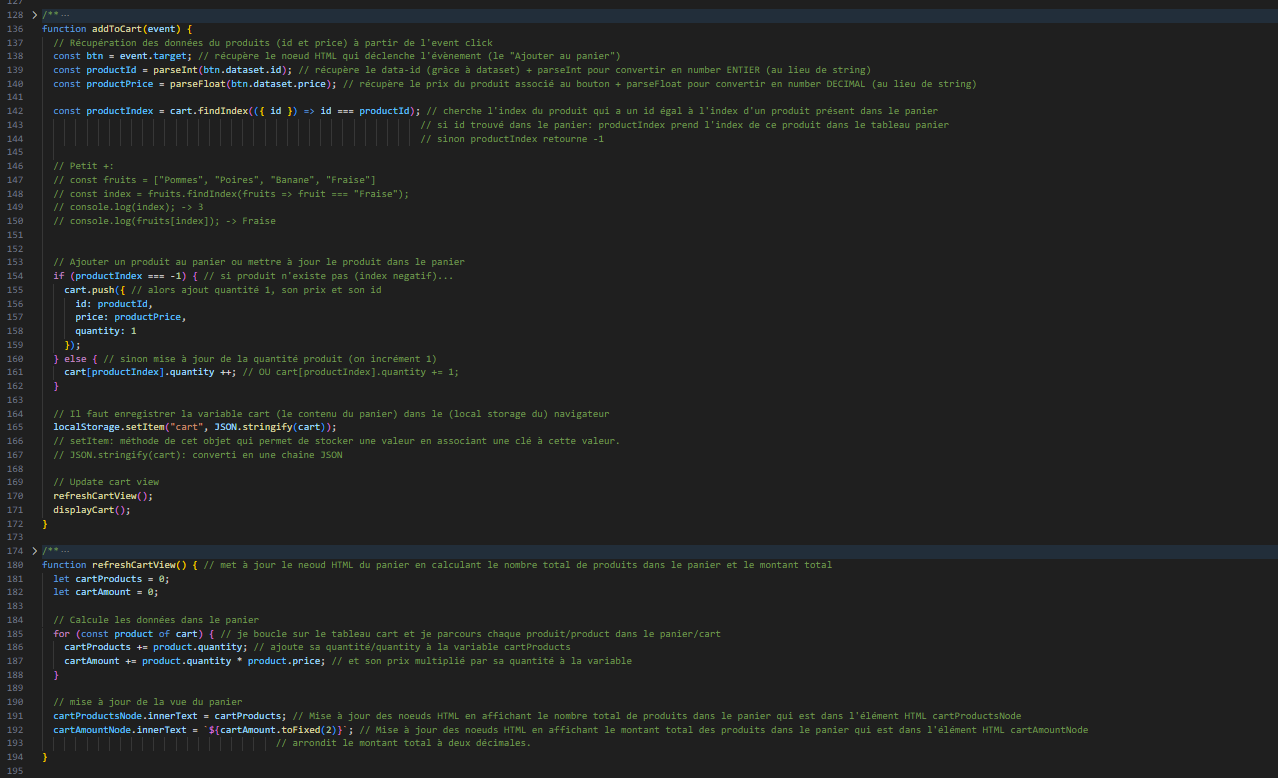 127
128 > /** ···
136 function addToCart(event) {
137 // Récupération des données du produits (id et price) à partir de l'event click
138 const btn = event.target; // récupère le noeud HTML qui déclenche l'évènement (le "Ajouter au panier")
139 const productId = parseInt(btn.dataset.id); // récupère le data-id (grâce à dataset) + parseInt pour convertir en number ENTIER (au lieu de string)
140 const productPrice = parseFloat(btn.dataset.price); // récupère le prix du produit associé au bouton + parseFloat pour convertir en number DECIMAL (au lieu de string)
141
142 const productIndex = cart.findIndex(({ id }) => id === productId); // cherche l'index du produit qui a un id égal à l'index d'un produit présent dans le panier
143 // si id trouvé dans le panier: productIndex prend l'index de ce produit dans le tableau panier
144 // sinon productIndex retourne -1
145
146 // Petit +:
147 // const fruits = ["Pommes", "Poires", "Banane", "Fraise"]
148 // const index = fruits.findIndex(fruits => fruit === "Fraise");
149 // console.log(index); -> 3
150 // console.log(fruits[index]); -> Fraise
151
152
153 // Ajouter un produit au panier ou mettre à jour le produit dans le panier
154 if (productIndex === -1) { // si produit n'existe pas (index negatif)...
155 cart.push({ // alors ajout quantité 1, son prix et son id
156 id: productId,
157 price: productPrice,
158 quantity: 1
159 });
160 } else { // sinon mise à jour de la quantité produit (on incrément 1)
161 cart[productIndex].quantity ++; // OU cart[productIndex].quantity += 1;
162 }
163
164 // Il faut enregistrer la variable cart (le contenu du panier) dans le (local storage du) navigateur
165 localStorage.setItem("cart", JSON.stringify(cart));
166 // setItem: méthode de cet objet qui permet de stocker une valeur en associant une clé à cette valeur.
167 // JSON.stringify(cart): converti en une chaine JSON
168
169 // Update cart view
170 refreshCartView();
171 displayCart();
172 }
173
174 > /** ···
180 function refreshCartView() { // met à jour le neoud HTML du panier en calculant le nombre total de produits dans le panier et le montant total
181 let cartProducts = 0;
182 let cartAmount = 0;
183
184 // Calcule les données dans le panier
185 for (const product of cart) { // je boucle sur le tableau cart et je parcours chaque produit/product dans le panier/cart
186 cartProducts += product.quantity; // ajoute sa quantité/quantity à la variable cartProducts
187 cartAmount += product.quantity * product.price; // et son prix multiplié par sa quantité à la variable
188 }
189
190 // mise à jour de la vue du panier
191 cartProductsNode.innerText = cartProducts; // Mise à jour des noeuds HTML en affichant le nombre total de produits dans le panier qui est dans l'élément HTML cartProductsNode
192 cartAmountNode.innerText = `${cartAmount.toFixed(2)}`; // Mise à jour des noeuds HTML en affichant le montant total des produits dans le panier qui est dans l'élément HTML cartAmountNode
193 // arrondit le montant total à deux décimales.
194 }
195